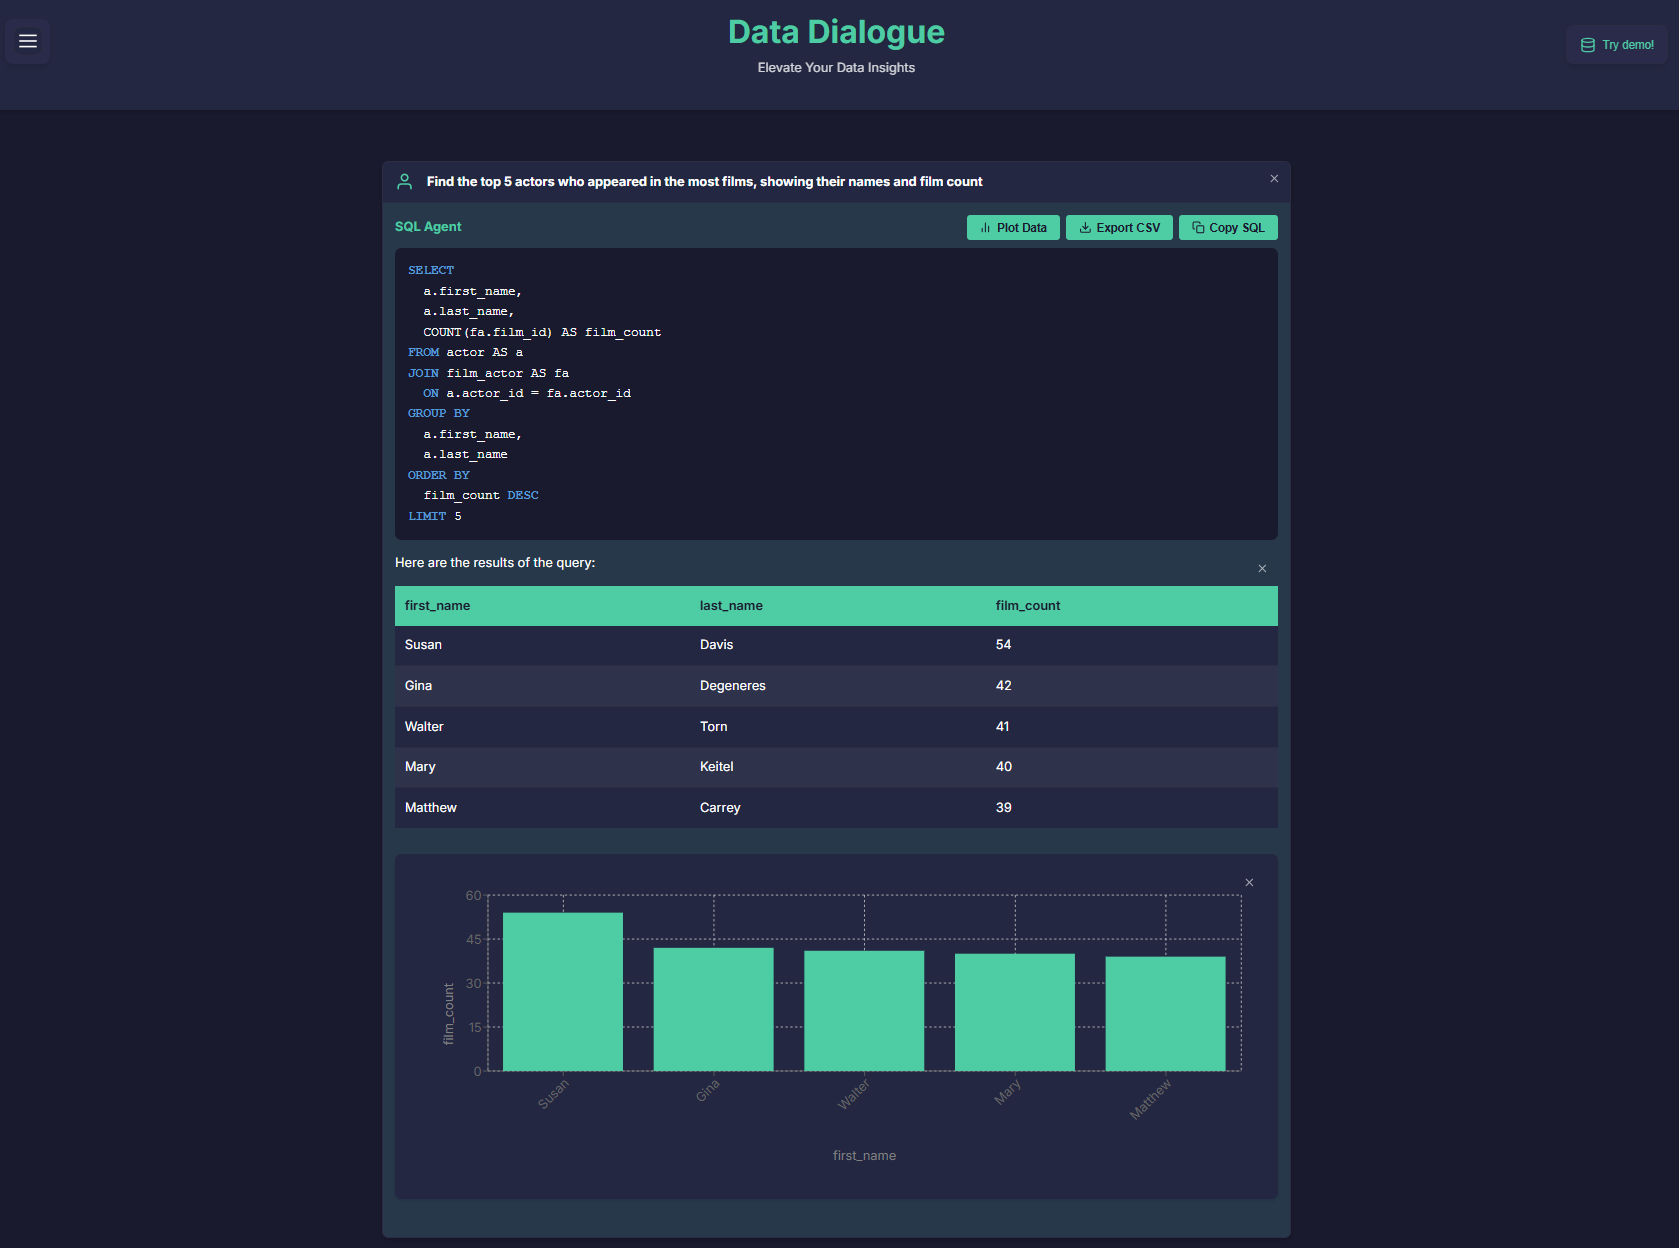 Data Dialogue
Elevate Your Data Insights
Try demo!
Find the top 5 actors who appeared in the most films, showing their names and film count
SQL Agent
Plot Data
Export CSV
Copy SQL
SELECT
a.first_name,
a.last_name,
COUNT(fa.film_id) AS film_count
FROM actor AS a
JOIN film_actor AS fa
ON a.actor_id = fa.actor_id
GROUP BY
a.first_name,
a.last_name
ORDER BY
film_count DESC
LIMIT 5
Here are the results of the query:
first_name last_name film_count
Susan Davis 54
Gina Degeneres 42
Walter Torn 41
Mary Keitel 40
Matthew Carrey 39
60
45
30
15
0
film_count
Susan Gina Walter Mary Matthew
first_name